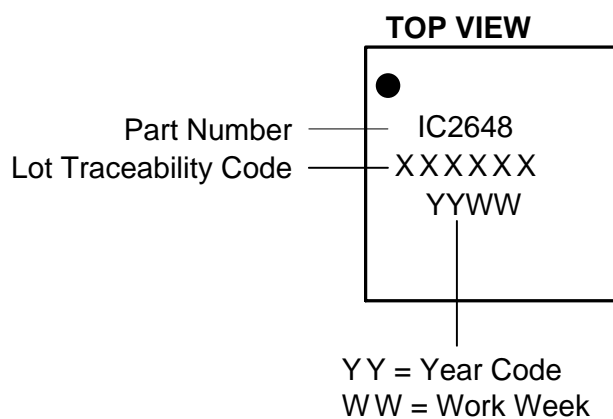 TOP VIEW
Part Number
IC2648
Lot Traceability Code
XXXXXX
YYWW
YY = Year Code
WW = Work Week